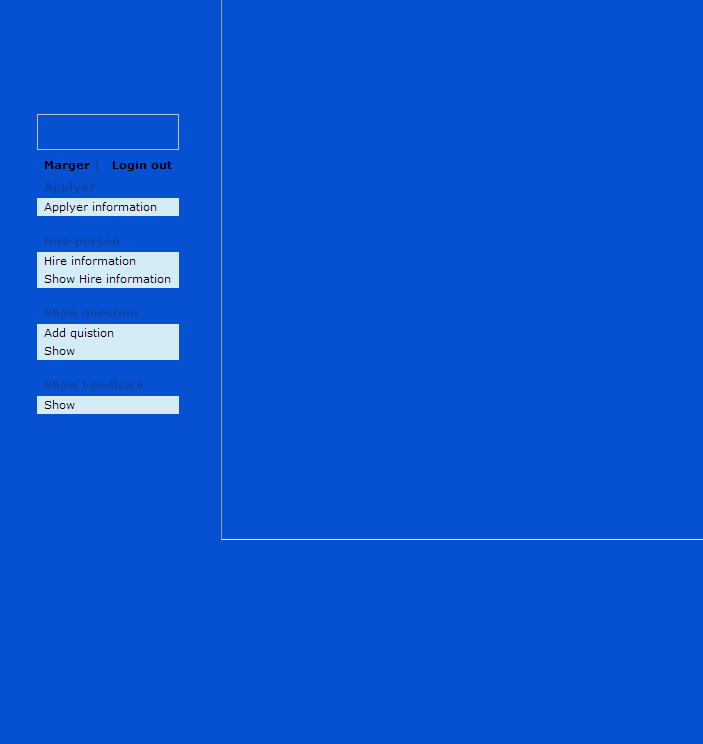 Marger | Login out
Applyer
Applyer information
Hire person
Hire information
Show Hire information
Show question
Add quistion
Show
Show Feedback
Show